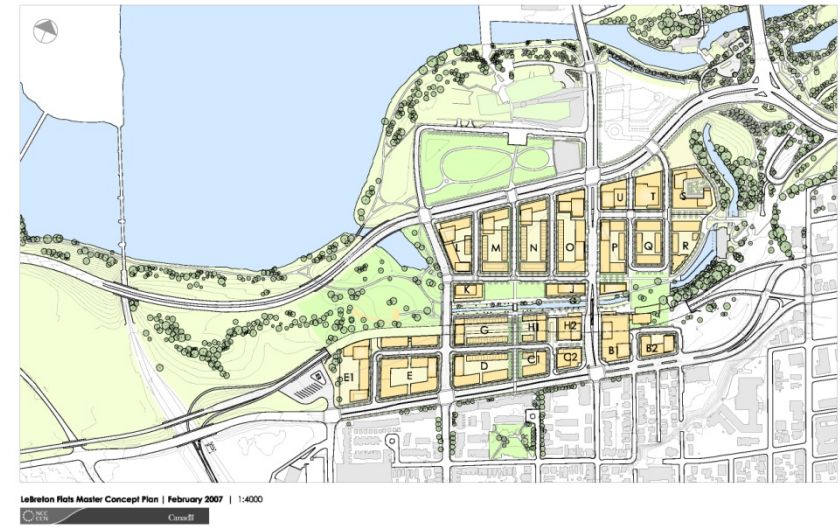 U T S
L M N O P Q R
K J
G H1 H2
E1 E D C1 C2 B1 B2
LeBreton Flats Master Concept Plan | February 2007 | 1:4000
NCC
CCN
Canada